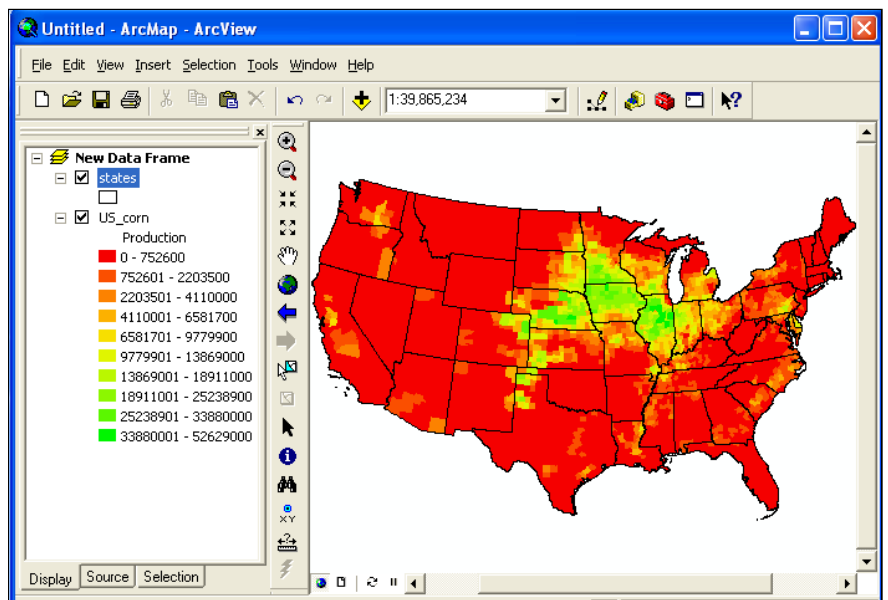 Untitled - ArcMap - ArcView
File Edit View Insert Selection Tools Window Help
1:39,865,234
New Data Frame
states
US_corn
Production
0 - 752600
752601 - 2203500
2203501 - 4110000
4110001 - 6581700
6581701 - 9779900
9779901 - 13869000
13869001 - 18911000
18911001 - 25238900
25238901 - 33880000
33880001 - 52629000
XY
Display Source Selection